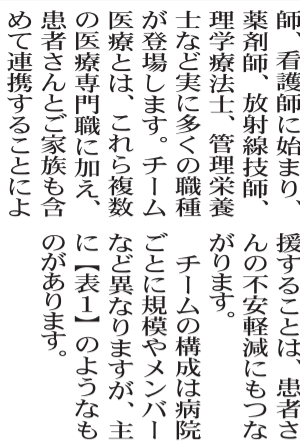 師、看護師に始まり、
薬剤師、放射線技師、
理学療法士、管理栄養
士など実に多くの職種
が登場します。チーム
医療とは、これら複数
の医療専門職に加え、
患者さんとご家族も含
めて連携することによ
援することは、患者さ
んの不安軽減にもつな
がります。
チームの構成は病院
ごとに規模やメンバー
など異なりますが、主
に【表１】のようなも
のがあります。